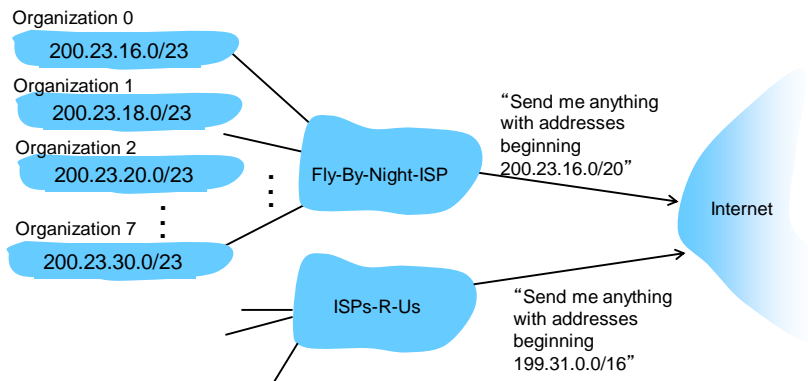 Organization 0
200.23.16.0/23
Organization 1
200.23.18.0/23
Organization 2
200.23.20.0/23
Organization 7
200.23.30.0/23
Fly-By-Night-ISP
“Send me anything
with addresses
beginning
200.23.16.0/20”
Internet
ISPs-R-Us
“Send me anything
with addresses
beginning
199.31.0.0/16”